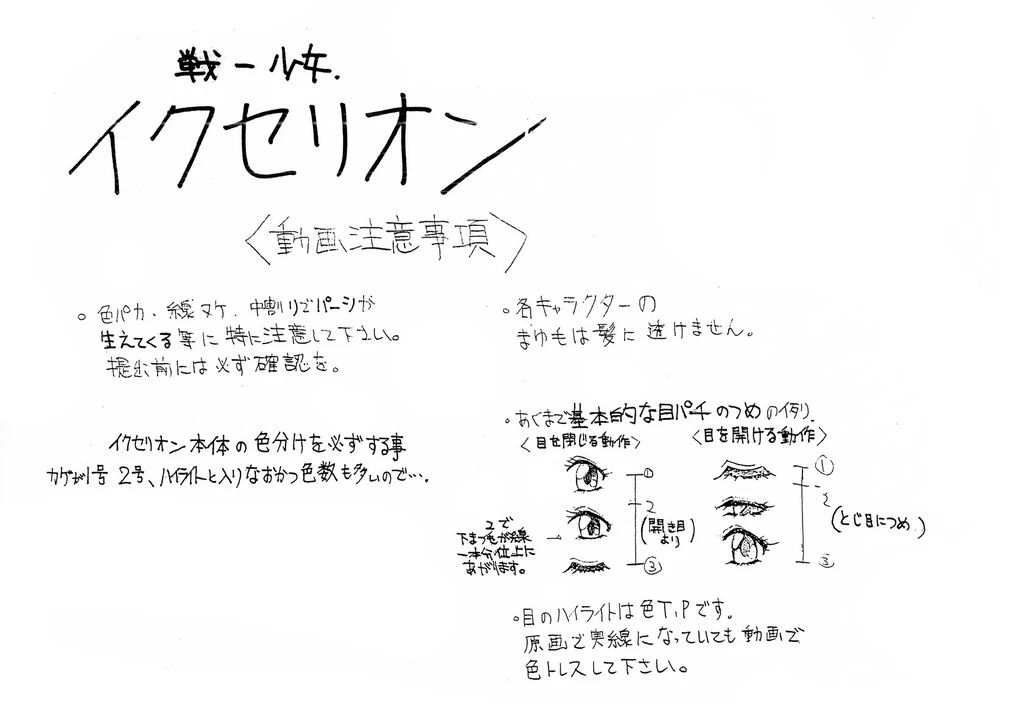 戦ー少女.
イクセリオン
〈動画注意事項〉
。色パカ、線ヌケ、中割りでパーツが
生えてくる等に特に注意して下さい。
提出前には必ず確認を。
イクセリオン本体の色分けを必ずする事
カゲが1号 2号、ハイライトと入りなおかつ色数も多いので….
。各キャラクターの
まゆ毛は髪に透けません。
。あくまで基本的な目パチのつめの例.
〈目を閉じる動作〉
〈目を開ける動作〉
①
2
③
(開き目
より)
2で
下まつ毛が線
一本分位上に
あがります。
①
2
③
(とじ目につめ.)
。目のハイライトは色T.Pです。
原画で実線になっていても動画で
色トレスして下さい。